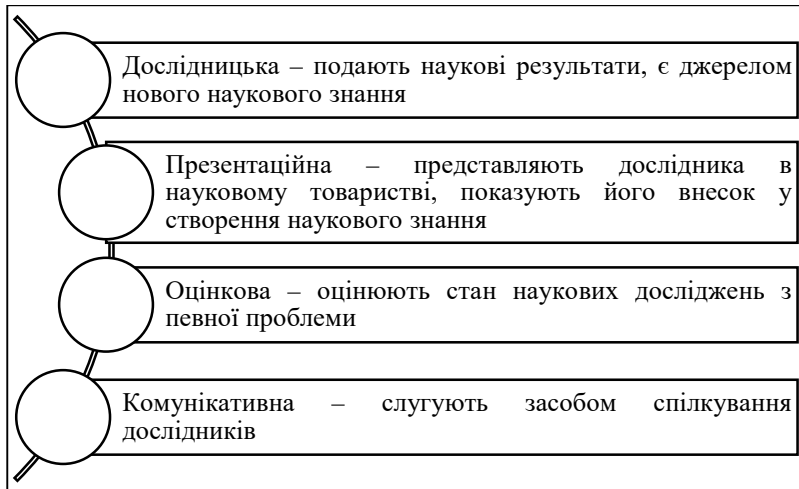 Дослідницька – подають наукові результати, є джерелом
нового наукового знання
Презентаційна – представляють дослідника в
науковому товаристві, показують його внесок у
створення наукового знання
Оцінкова – оцінюють стан наукових досліджень з
певної проблеми
Комунікативна – слугують засобом спілкування
дослідників